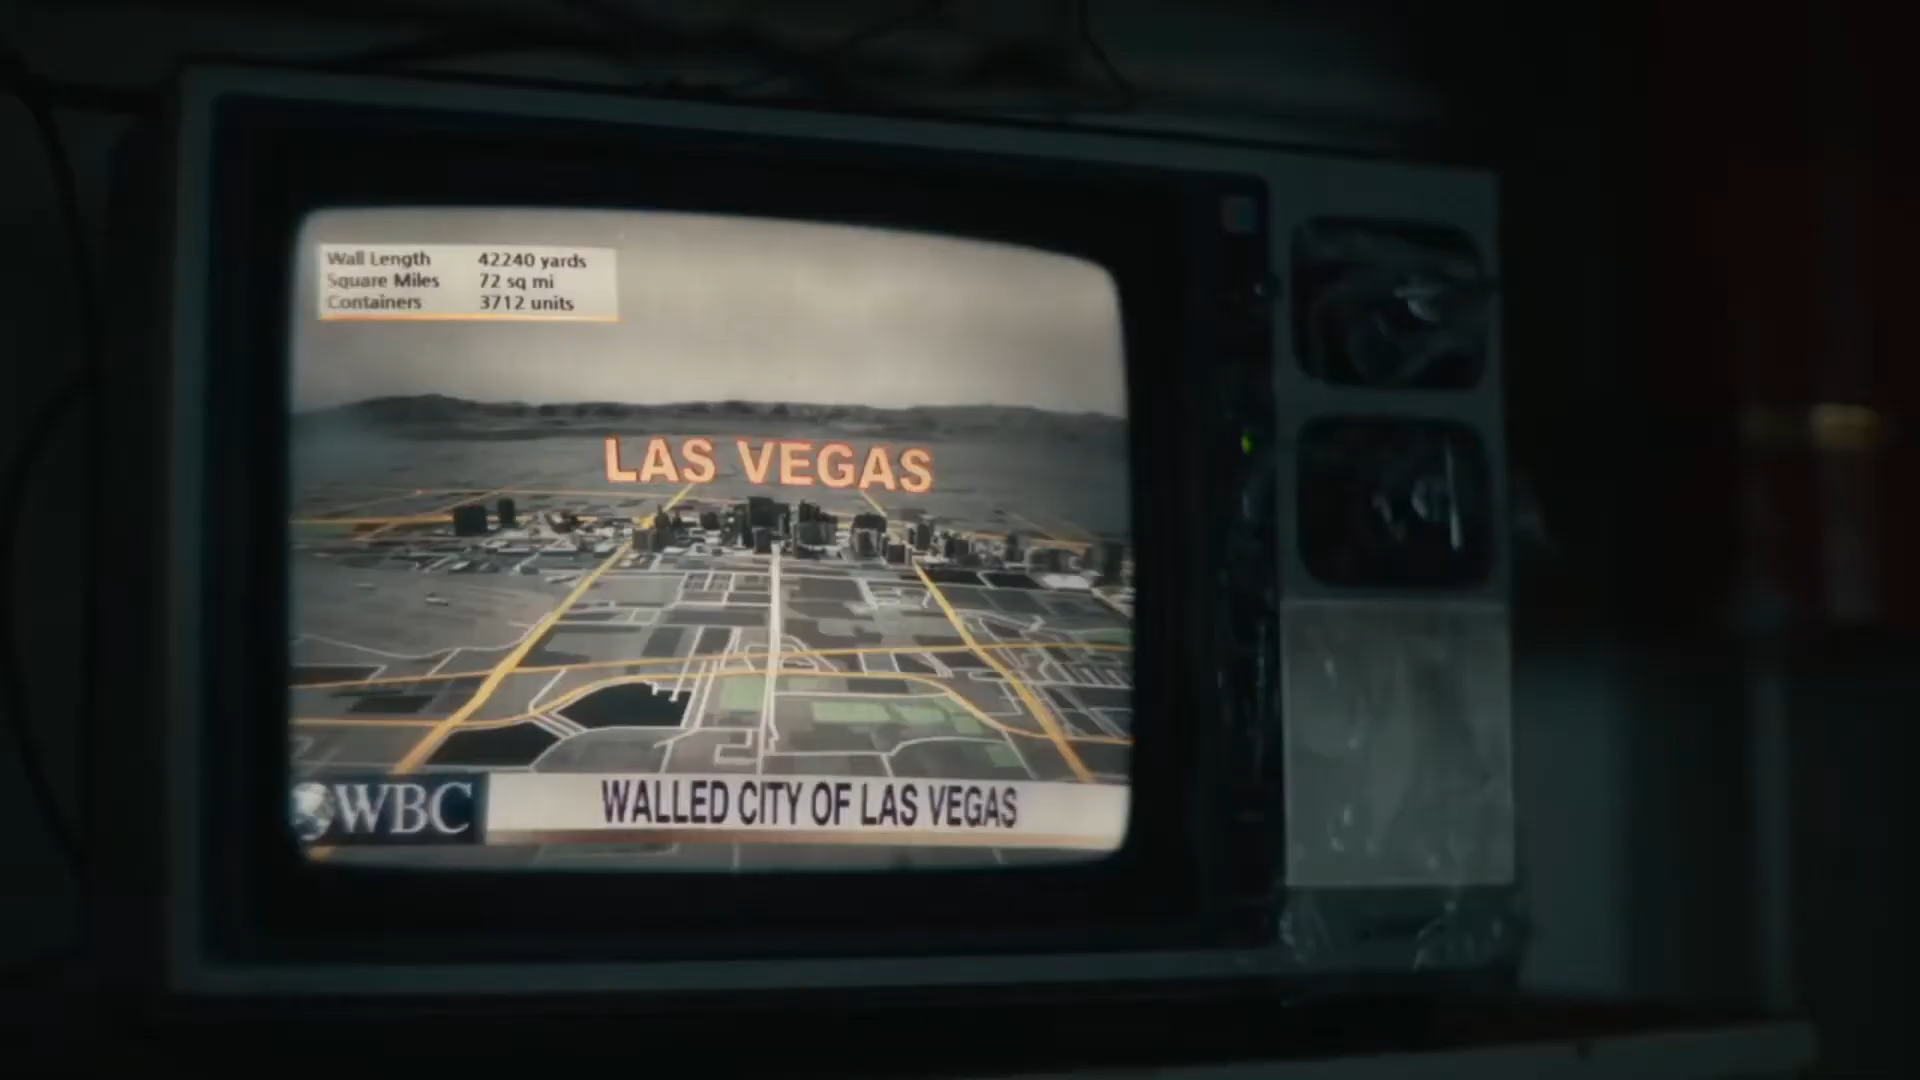 Wall Length 42240 yards
Square Miles 72 sq mi
Containers 3712 units
LAS VEGAS
WBC
WALLED CITY OF LAS VEGAS